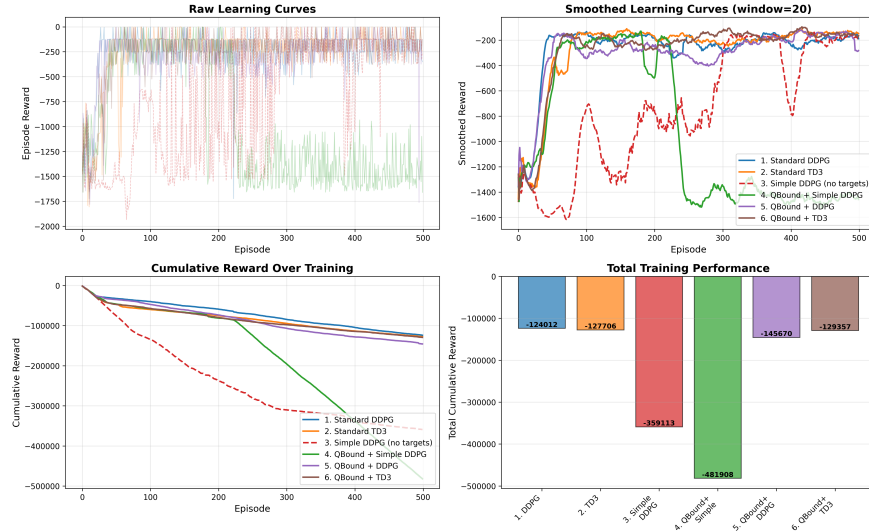 Raw Learning Curves
0
−250
−500
−750
−1000
−1250
−1500
−1750
−2000
Episode Reward
0
100
200
300
400
500
Episode
Smoothed Learning Curves (window=20)
−200
−400
−600
−800
−1000
−1200
−1400
−1600
Smoothed Reward
0
100
200
300
400
500
Episode
1. Standard DDPG
2. Standard TD3
3. Simple DDPG (no targets)
4. QBound + Simple DDPG
5. QBound + DDPG
6. QBound + TD3
Cumulative Reward Over Training
0
−100000
−200000
−300000
−400000
−500000
Cumulative Reward
0
100
200
300
400
500
Episode
1. Standard DDPG
2. Standard TD3
3. Simple DDPG (no targets)
4. QBound + Simple DDPG
5. QBound + DDPG
6. QBound + TD3
Total Training Performance
0
−100000
−200000
−300000
−400000
−500000
Total Cumulative Reward
-124012
-127706
-359113
-481908
-145670
-129357
1. DDPG
2. TD3
3. Simple
DDPG
4. QBound+
Simple
5. QBound+
DDPG
6. QBound+
TD3